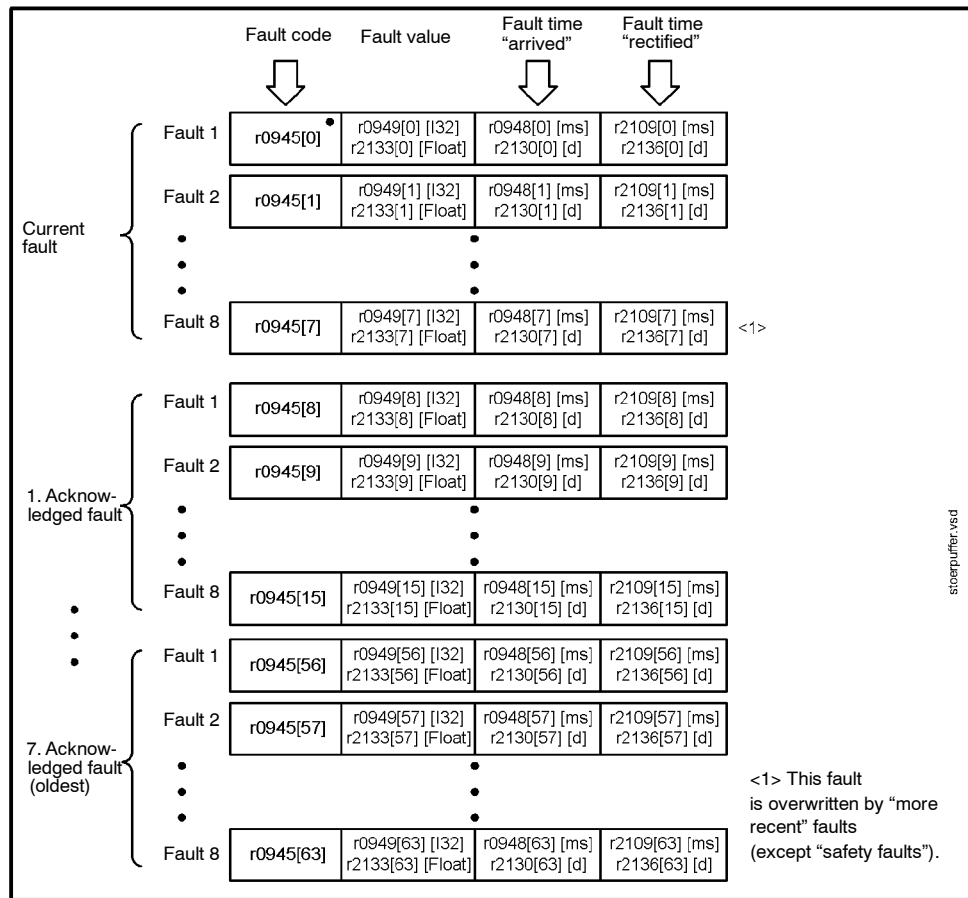 Fault code
Fault value
Fault time
“arrived”
Fault time
“rectified”
Current
fault
Fault 1
r0945[0]
r0949[0] [I32]
r2133[0] [Float]
r0948[0] [ms]
r2130[0] [d]
r2109[0] [ms]
r2136[0] [d]
Fault 2
r0945[1]
r0949[1] [I32]
r2133[1] [Float]
r0948[1] [ms]
r2130[1] [d]
r2109[1] [ms]
r2136[1] [d]
Fault 8
r0945[7]
r0949[7] [I32]
r2133[7] [Float]
r0948[7] [ms]
r2130[7] [d]
r2109[7] [ms]
r2136[7] [d]
<1>
1. Acknow-
ledged fault
Fault 1
r0945[8]
r0949[8] [I32]
r2133[8] [Float]
r0948[8] [ms]
r2130[8] [d]
r2109[8] [ms]
r2136[8] [d]
Fault 2
r0945[9]
r0949[9] [I32]
r2133[9] [Float]
r0948[9] [ms]
r2130[9] [d]
r2109[9] [ms]
r2136[9] [d]
Fault 8
r0945[15]
r0949[15] [I32]
r2133[15] [Float]
r0948[15] [ms]
r2130[15] [d]
r2109[15] [ms]
r2136[15] [d]
7. Acknow-
ledged fault
(oldest)
Fault 1
r0945[56]
r0949[56] [I32]
r2133[56] [Float]
r0948[56] [ms]
r2130[56] [d]
r2109[56] [ms]
r2136[56] [d]
Fault 2
r0945[57]
r0949[57] [I32]
r2133[57] [Float]
r0948[57] [ms]
r2130[57] [d]
r2109[57] [ms]
r2136[57] [d]
Fault 8
r0945[63]
r0949[63] [I32]
r2133[63] [Float]
r0948[63] [ms]
r2130[63] [d]
r2109[63] [ms]
r2136[63] [d]
<1> This fault
is overwritten by “more
recent” faults
(except “safety faults”).
stoerpuffer.vsd